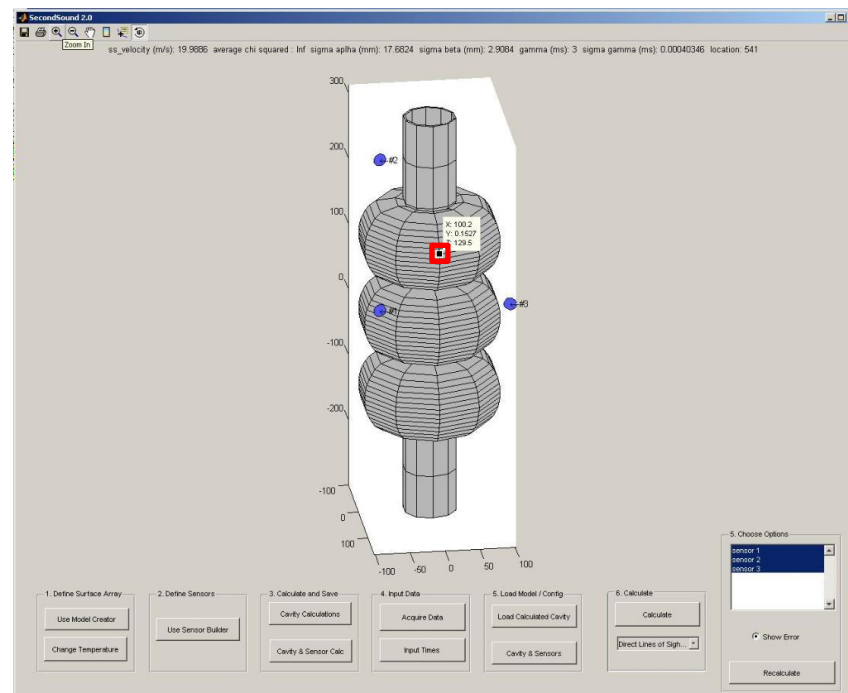 SecondSound 2.0
Zoom In
ss_velocity (m/s): 19.9886 average chi squared : Inf sigma aplha (mm): 17.6824 sigma beta (mm): 2.9084 gamma (ms): 3 sigma gamma (ms): 0.00040346 location: 541
300
200
100
0
-100
-200
#2
X: 100.2
Y: 0.1527
Z: 129.5
#3
-100
0
100
-100
-50
0
50
100
1. Define Surface Array
Use Model Creator
Change Temperature
2. Define Sensors
Use Sensor Builder
3. Calculate and Save
Cavity Calculations
Cavity & Sensor Calc
4. Input Data
Acquire Data
Input Times
5. Load Model / Config
Load Calculated Cavity
Cavity & Sensors
6. Calculate
Calculate
Direct Lines of Sigh...
5. Choose Options
sensor 1
sensor 2
sensor 3
Show Error
Recalculate